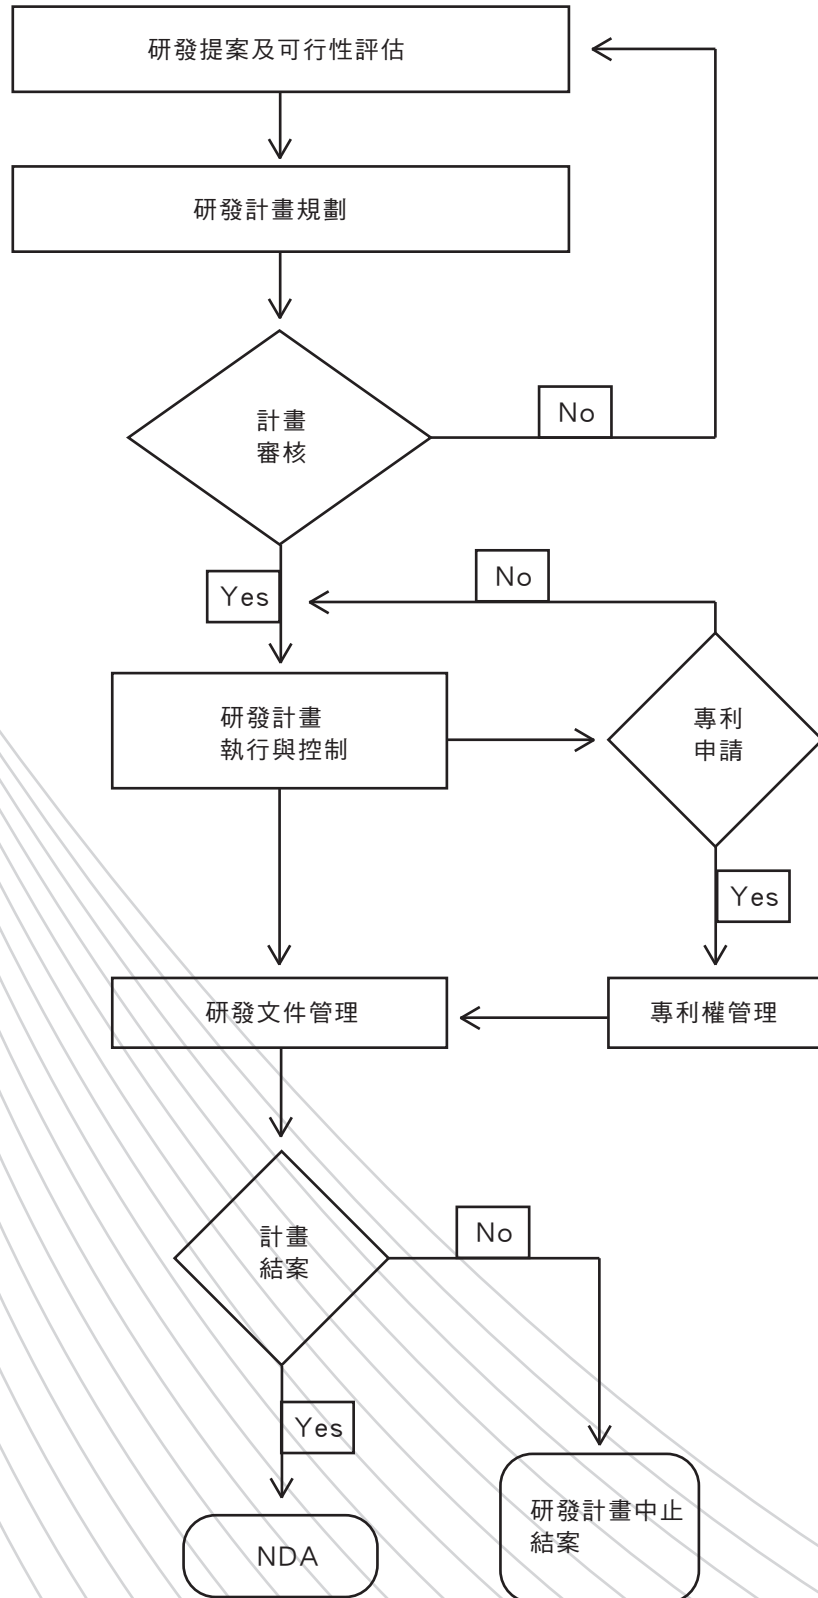 研發提案及可行性評估
研發計畫規劃
計畫
審核
No
No
Yes
研發計畫
執行與控制
專利
申請
Yes
研發文件管理
專利權管理
計畫
結案
No
Yes
研發計畫中止
結案
NDA